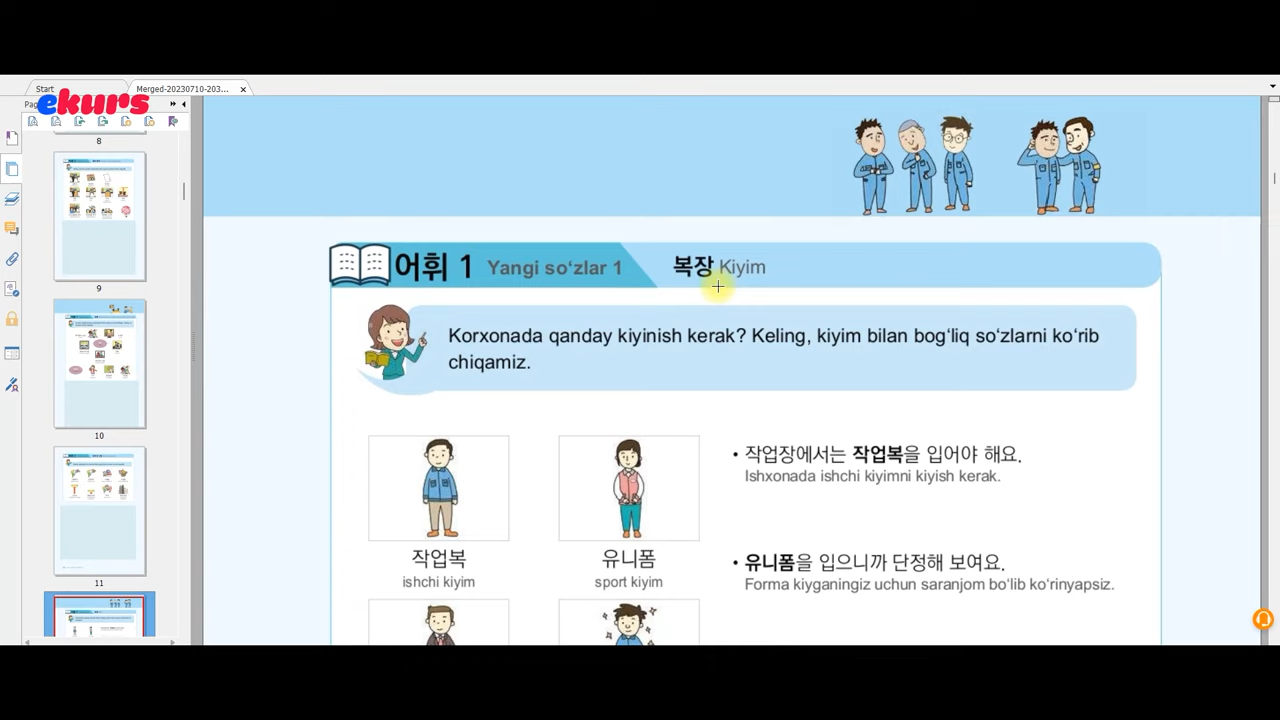 Start
Merged-20230710-203...
ekurs
8
9
10
11
어휘 1 Yangi so‘zlar 1 복장 Kiyim
Korxonada qanday kiyinish kerak? Keling, kiyim bilan bog‘liq so‘zlarni ko‘rib
chiqamiz.
• 작업장에서는 작업복을 입어야 해요.
Ishxonada ishchi kiyimni kiyish kerak.
작업복
ishchi kiyim
유니폼
sport kiyim
• 유니폼을 입으니까 단정해 보여요.
Forma kiyganingiz uchun saranjom bo‘lib ko‘rinyapsiz.